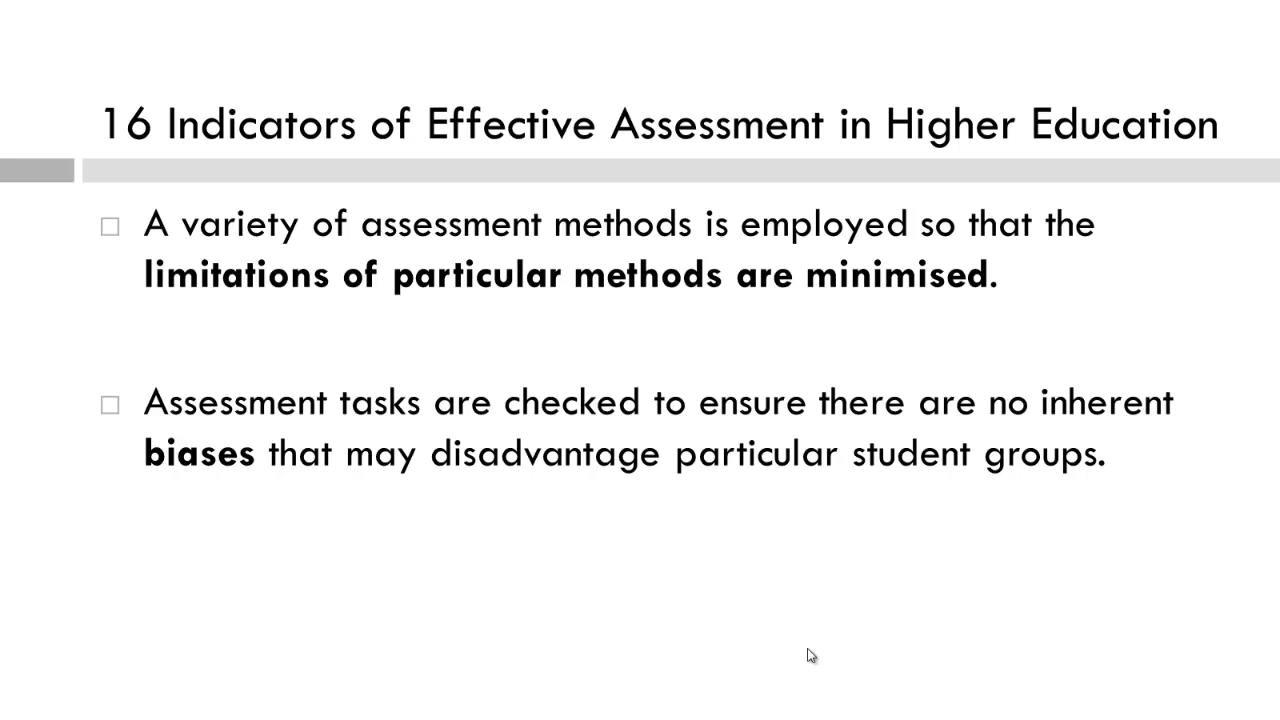 16 Indicators of Effective Assessment in Higher Education
A variety of assessment methods is employed so that the
limitations of particular methods are minimised.
Assessment tasks are checked to ensure there are no inherent
biases that may disadvantage particular student groups.